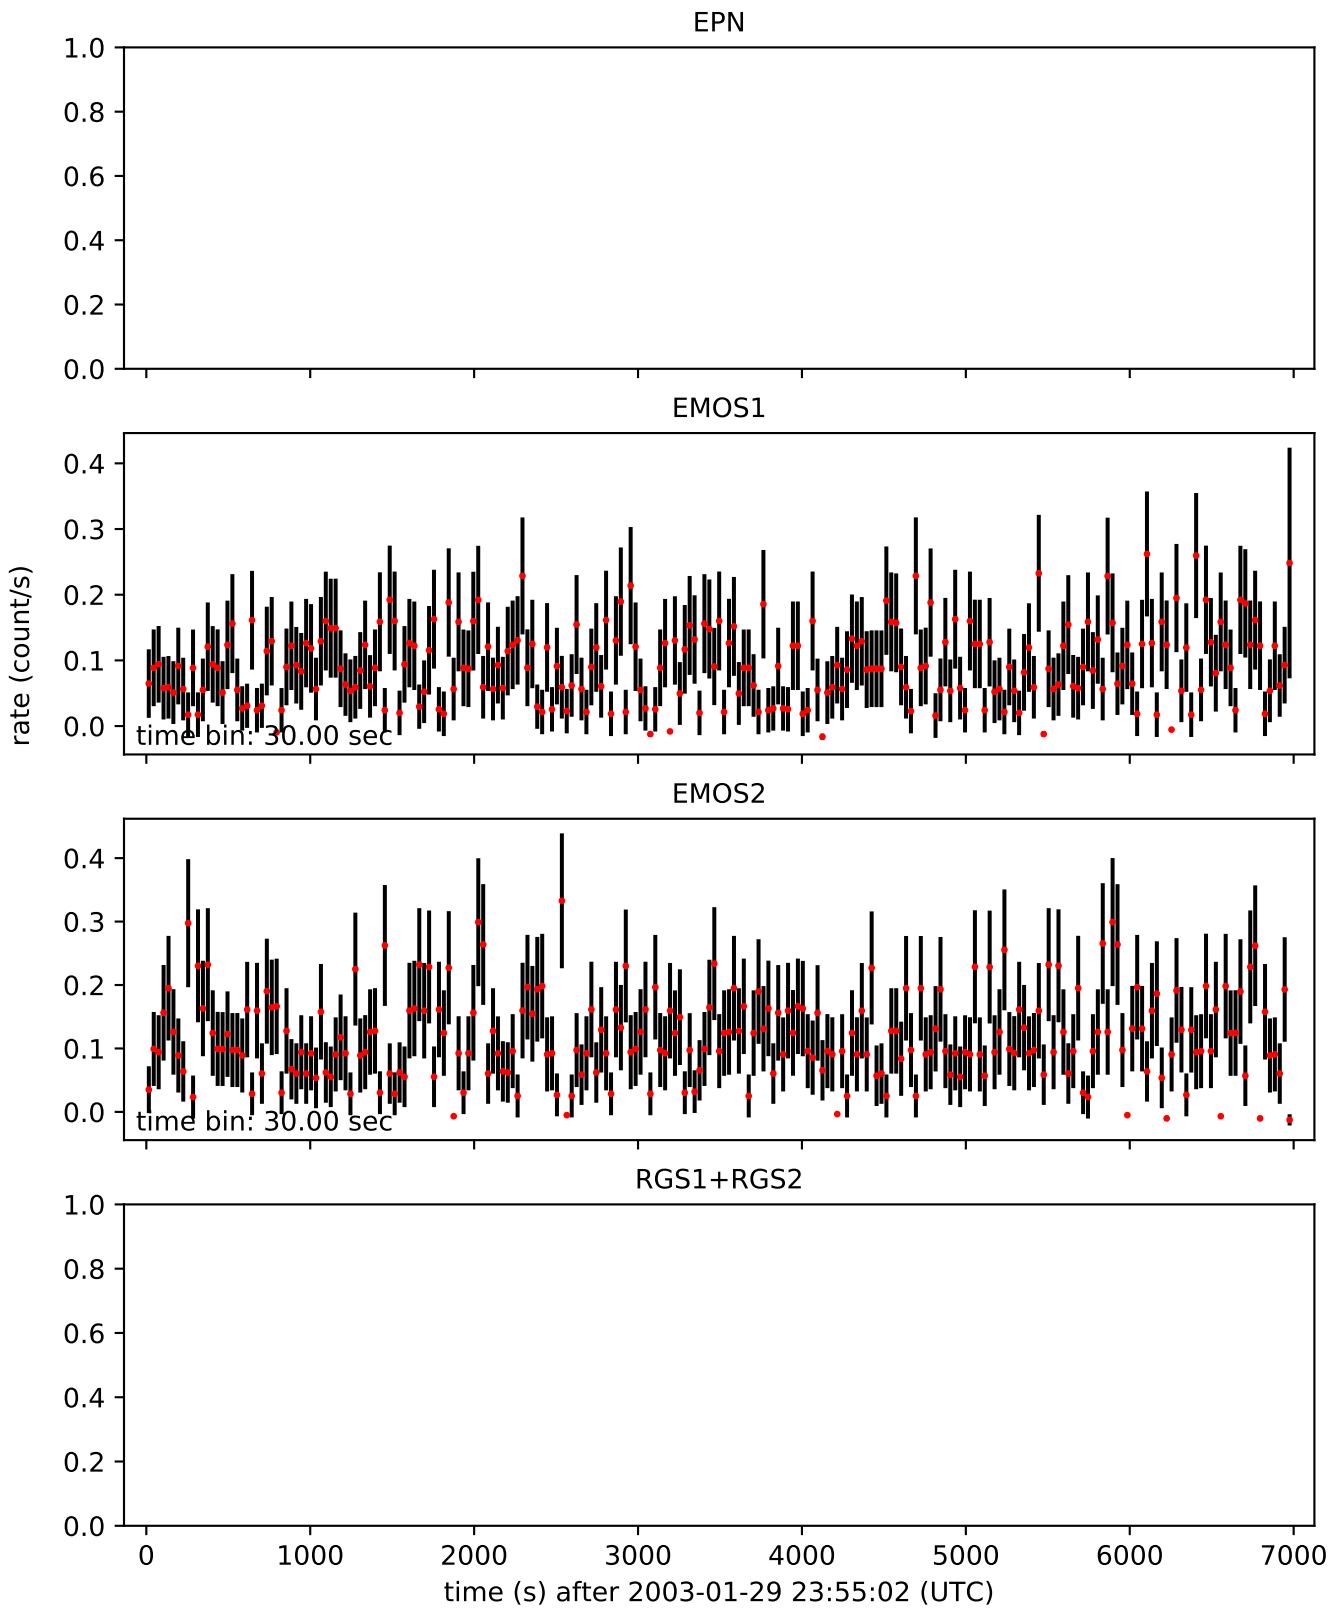 EPN
1.0
0.8
0.6
0.4
0.2
0.0
EMOS1
0.4
0.3
0.2
0.1
0.0
time bin: 30.00 sec
rate (count/s)
EMOS2
0.4
0.3
0.2
0.1
0.0
time bin: 30.00 sec
RGS1+RGS2
1.0
0.8
0.6
0.4
0.2
0.0
0 1000 2000 3000 4000 5000 6000 7000
time (s) after 2003-01-29 23:55:02 (UTC)